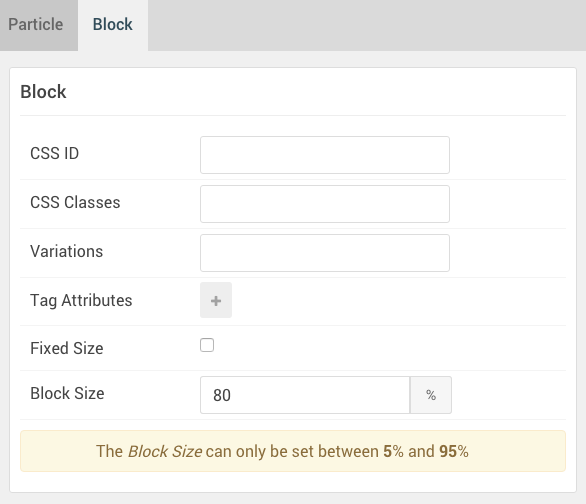 Particle Block
Block
CSS ID
CSS Classes
Variations
Tag Attributes +
Fixed Size
Block Size 80 %
The Block Size can only be set between 5% and 95%